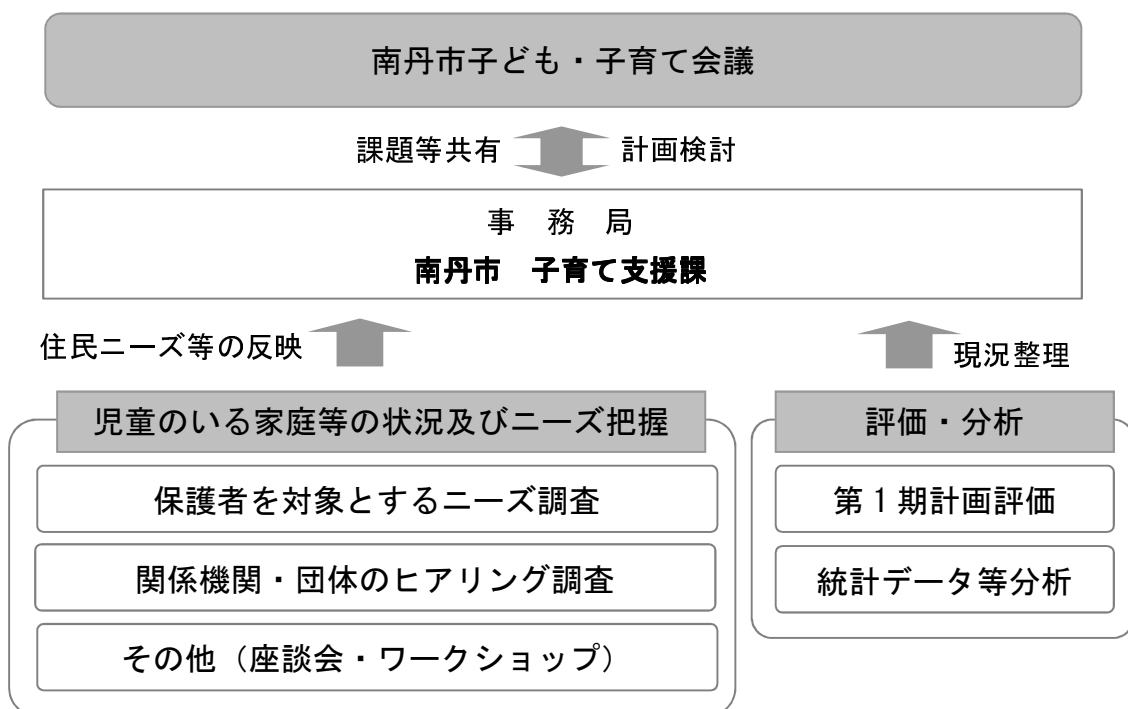 南丹市子ども・子育て会議
課題等共有 計画検討
事 務 局
南丹市 子育て支援課
住民ニーズ等の反映
現況整理
児童のいる家庭等の状況及びニーズ把握
保護者を対象とするニーズ調査
関係機関・団体のヒアリング調査
その他（座談会・ワークショップ）
評価・分析
第1期計画評価
統計データ等分析